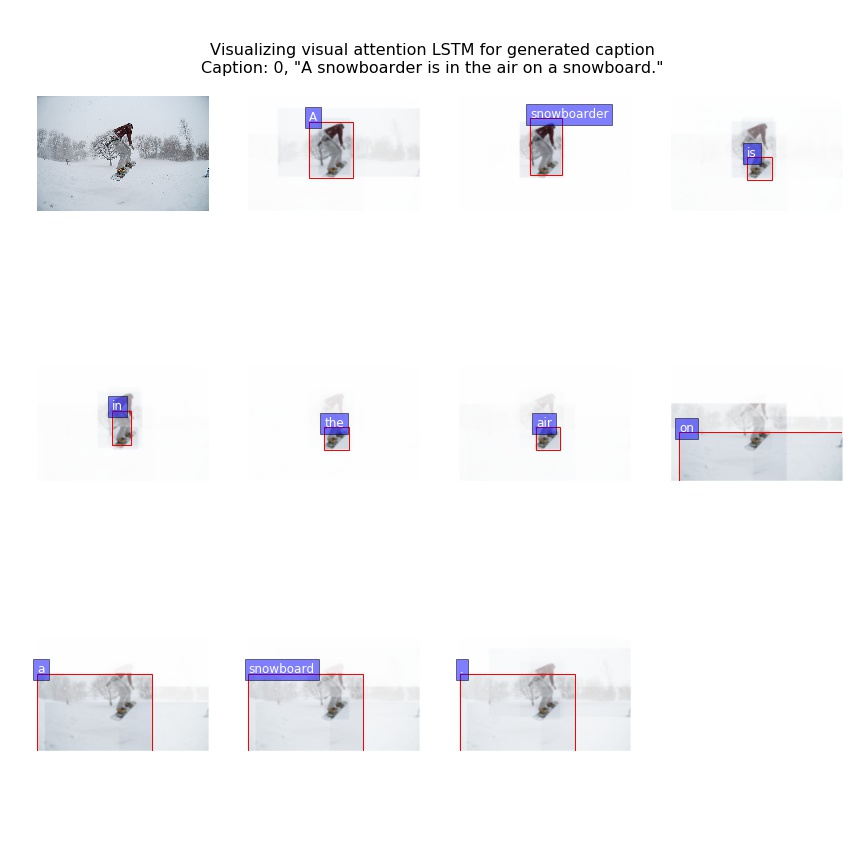 Visualizing visual attention LSTM for generated caption
Caption: 0, "A snowboarder is in the air on a snowboard."
A
snowboarder
is
in
the
air
on
a
snowboard